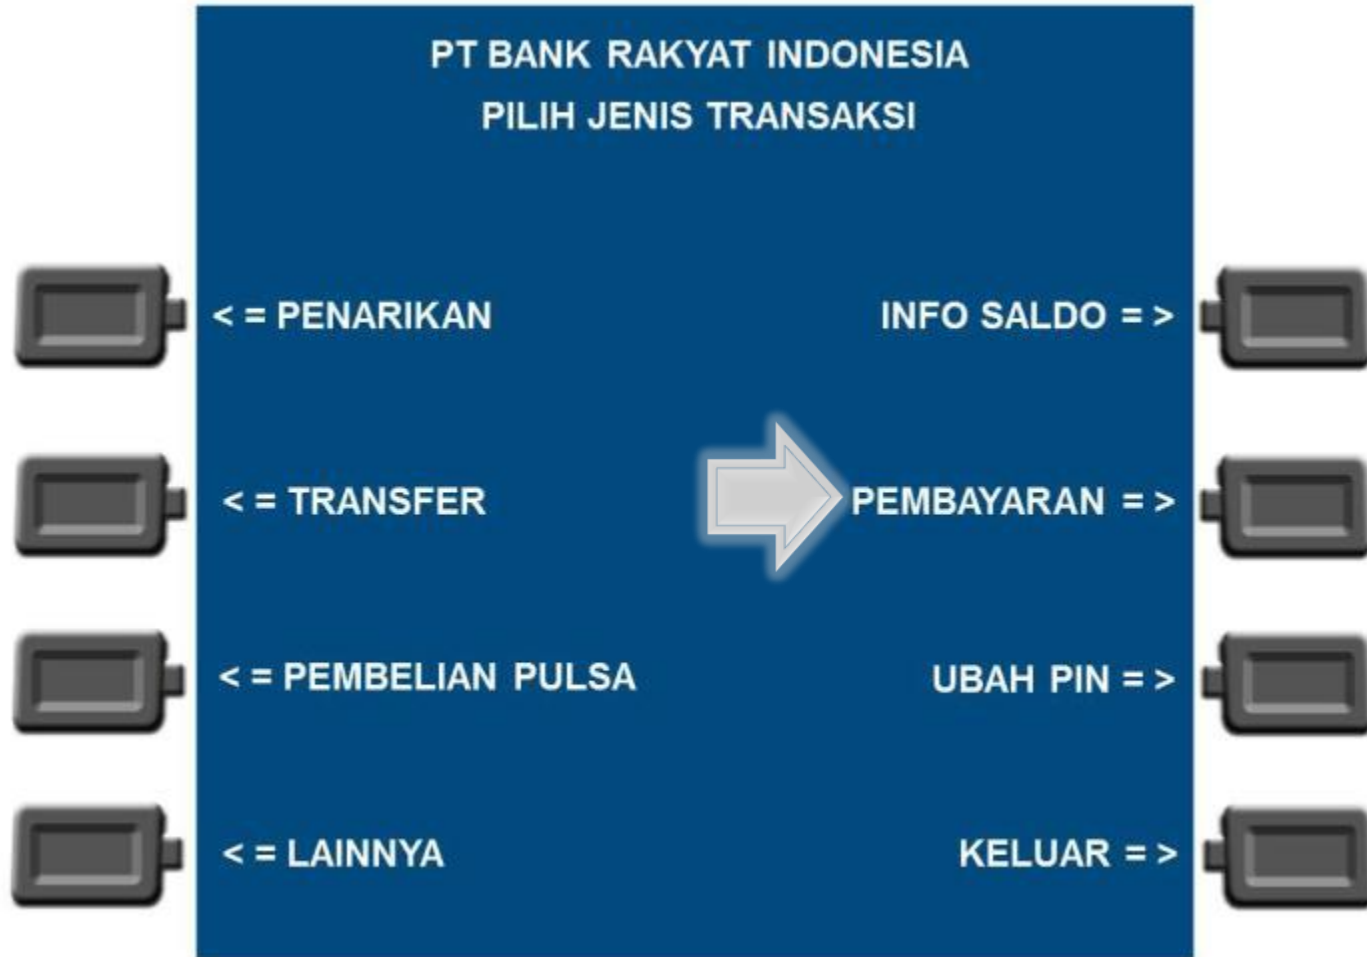 PT BANK RAKYAT INDONESIA
PILIH JENIS TRANSAKSI
< = PENARIKAN
INFO SALDO = >
< = TRANSFER
PEMBAYARAN = >
< = PEMBELIAN PULSA
UBAH PIN = >
< = LAINNYA
KELUAR = >